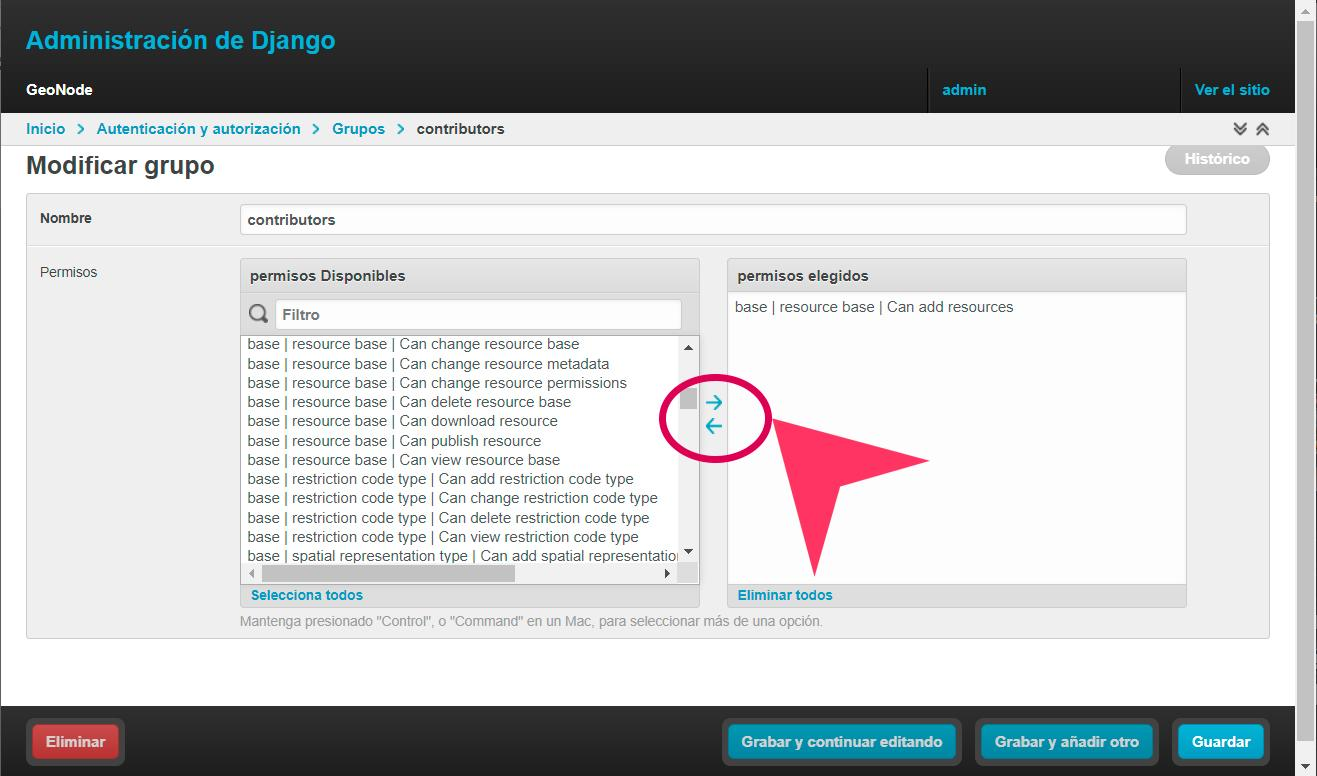 Administración de Django
GeoNode
admin
Ver el sitio
Inicio > Autenticación y autorización > Grupos > contributors
Modificar grupo
Histórico
Nombre
contributors
Permisos
permisos Disponibles
Filtro
base | resource base | Can change resource base
base | resource base | Can change resource metadata
base | resource base | Can change resource permissions
base | resource base | Can delete resource base
base | resource base | Can download resource
base | resource base | Can publish resource
base | resource base | Can view resource base
base | restriction code type | Can add restriction code type
base | restriction code type | Can change restriction code type
base | restriction code type | Can delete restriction code type
base | restriction code type | Can view restriction code type
base | spatial representation type | Can add spatial representatio
Selecciona todos
permisos elegidos
base | resource base | Can add resources
Eliminar todos
Mantenga presionado "Control", o "Command" en un Mac, para seleccionar más de una opción.
Eliminar
Grabar y continuar editando
Grabar y añadir otro
Guardar